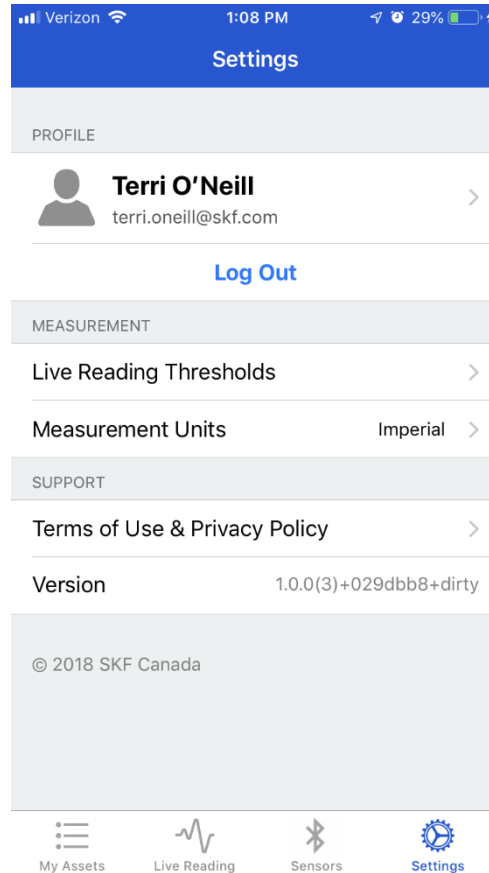 Verizon 1:08 PM 29%
Settings
PROFILE
Terri O'Neill
terri.oneill@skf.com
Log Out
MEASUREMENT
Live Reading Thresholds
Measurement Units Imperial
SUPPORT
Terms of Use & Privacy Policy
Version 1.0.0(3)+029dbb8+dirty
© 2018 SKF Canada
My Assets Live Reading Sensors Settings